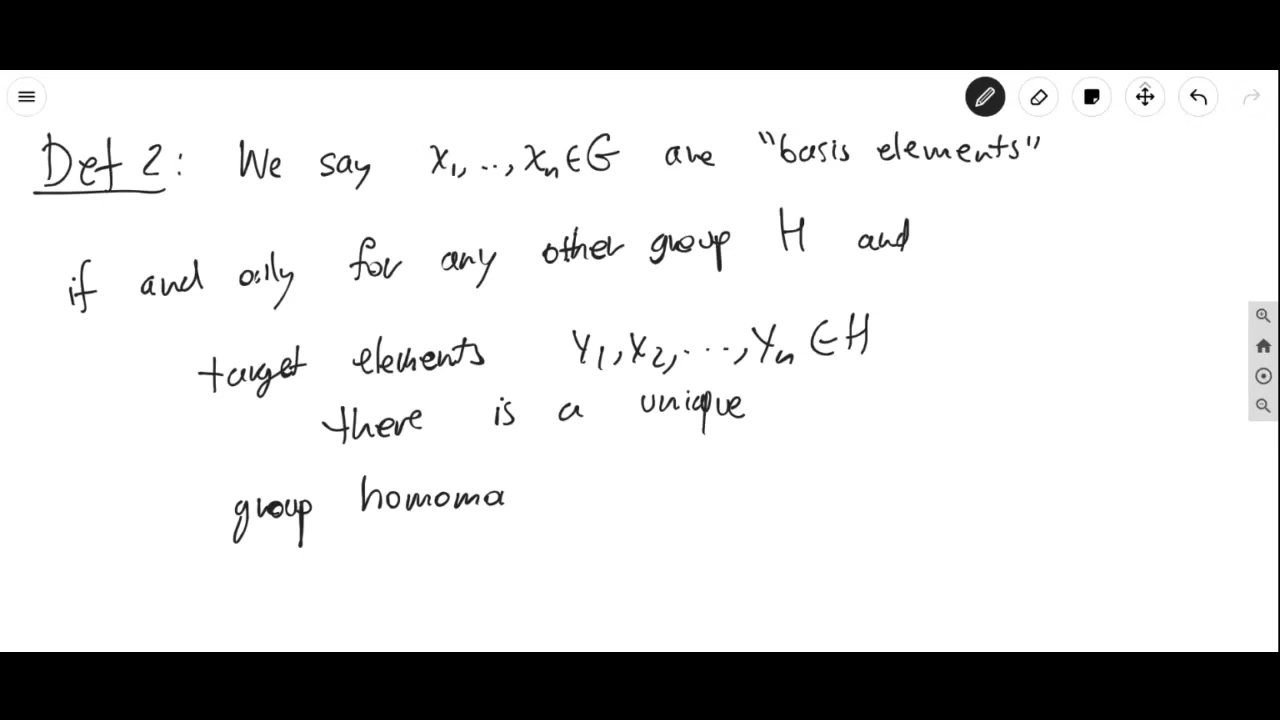 Def 2: We say x₁, .., xₙ ∈ G are "basis elements"
if and only for any other group H and
target elements Y₁, Y₂, ..., Yₙ ∈ H
there is a unique
group homoma